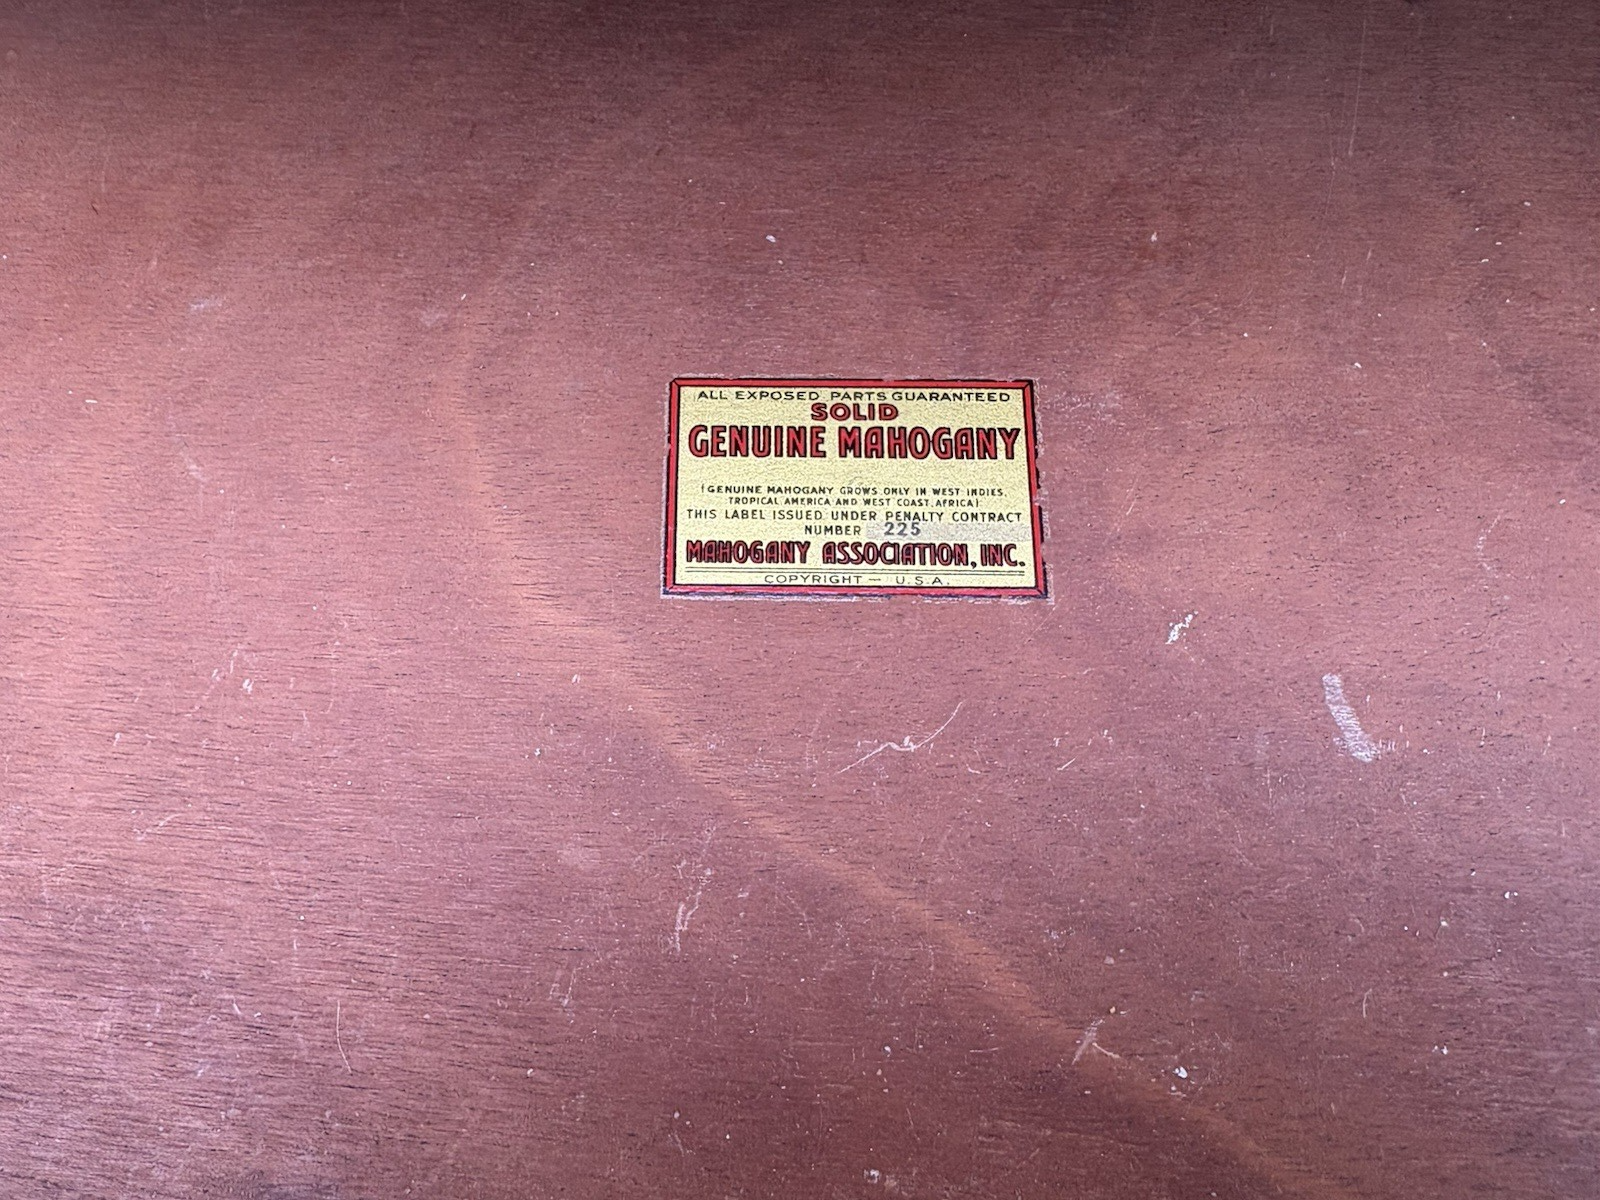 ALL EXPOSED PARTS GUARANTEED
SOLID
GENUINE MAHOGANY
(GENUINE MAHOGANY GROWS ONLY IN WEST INDIES,
TROPICAL AMERICA AND WEST COAST, AFRICA)
THIS LABEL ISSUED UNDER PENALTY CONTRACT
NUMBER 225
MAHOGANY ASSOCIATION, INC.
COPYRIGHT — U.S.A.